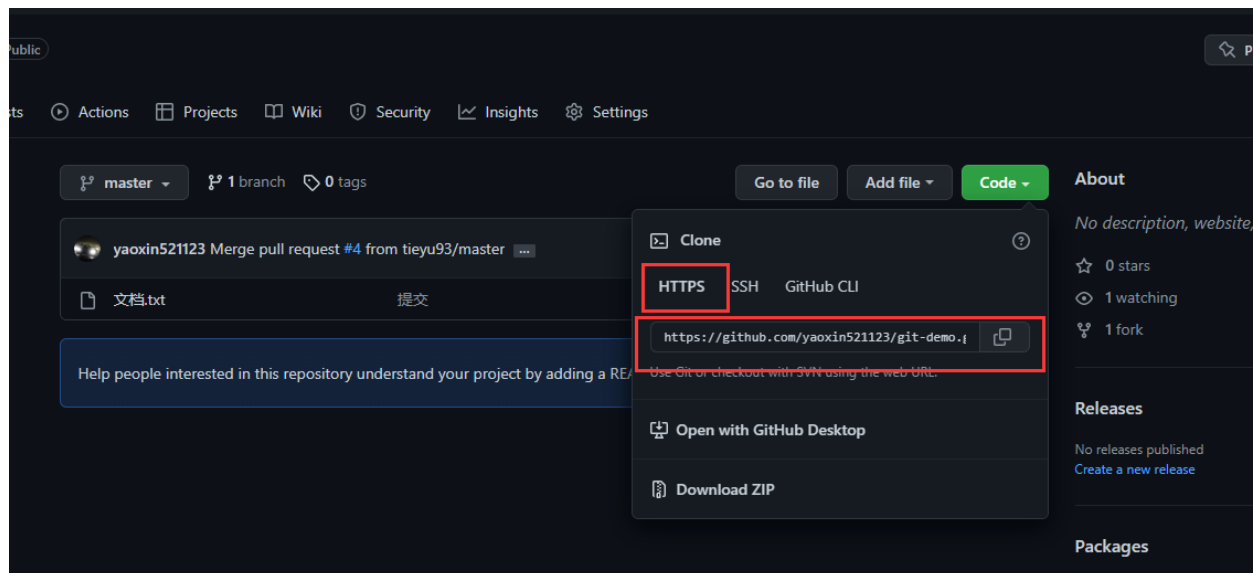 Public
Actions Projects Wiki Security Insights Settings
master 1 branch 0 tags Go to file Add file Code
yaoxin521123 Merge pull request #4 from tieyu93/master ...
文档.txt 提交
Help people interested in this repository understand your project by adding a
Clone
HTTPS SSH GitHub CLI
https://github.com/yaoxin521123/git-demo.g
Use Git or checkout with SVN using the web URL.
Open with GitHub Desktop
Download ZIP
About
No description, website,
0 stars
1 watching
1 fork
Releases
No releases published
Create a new release
Packages